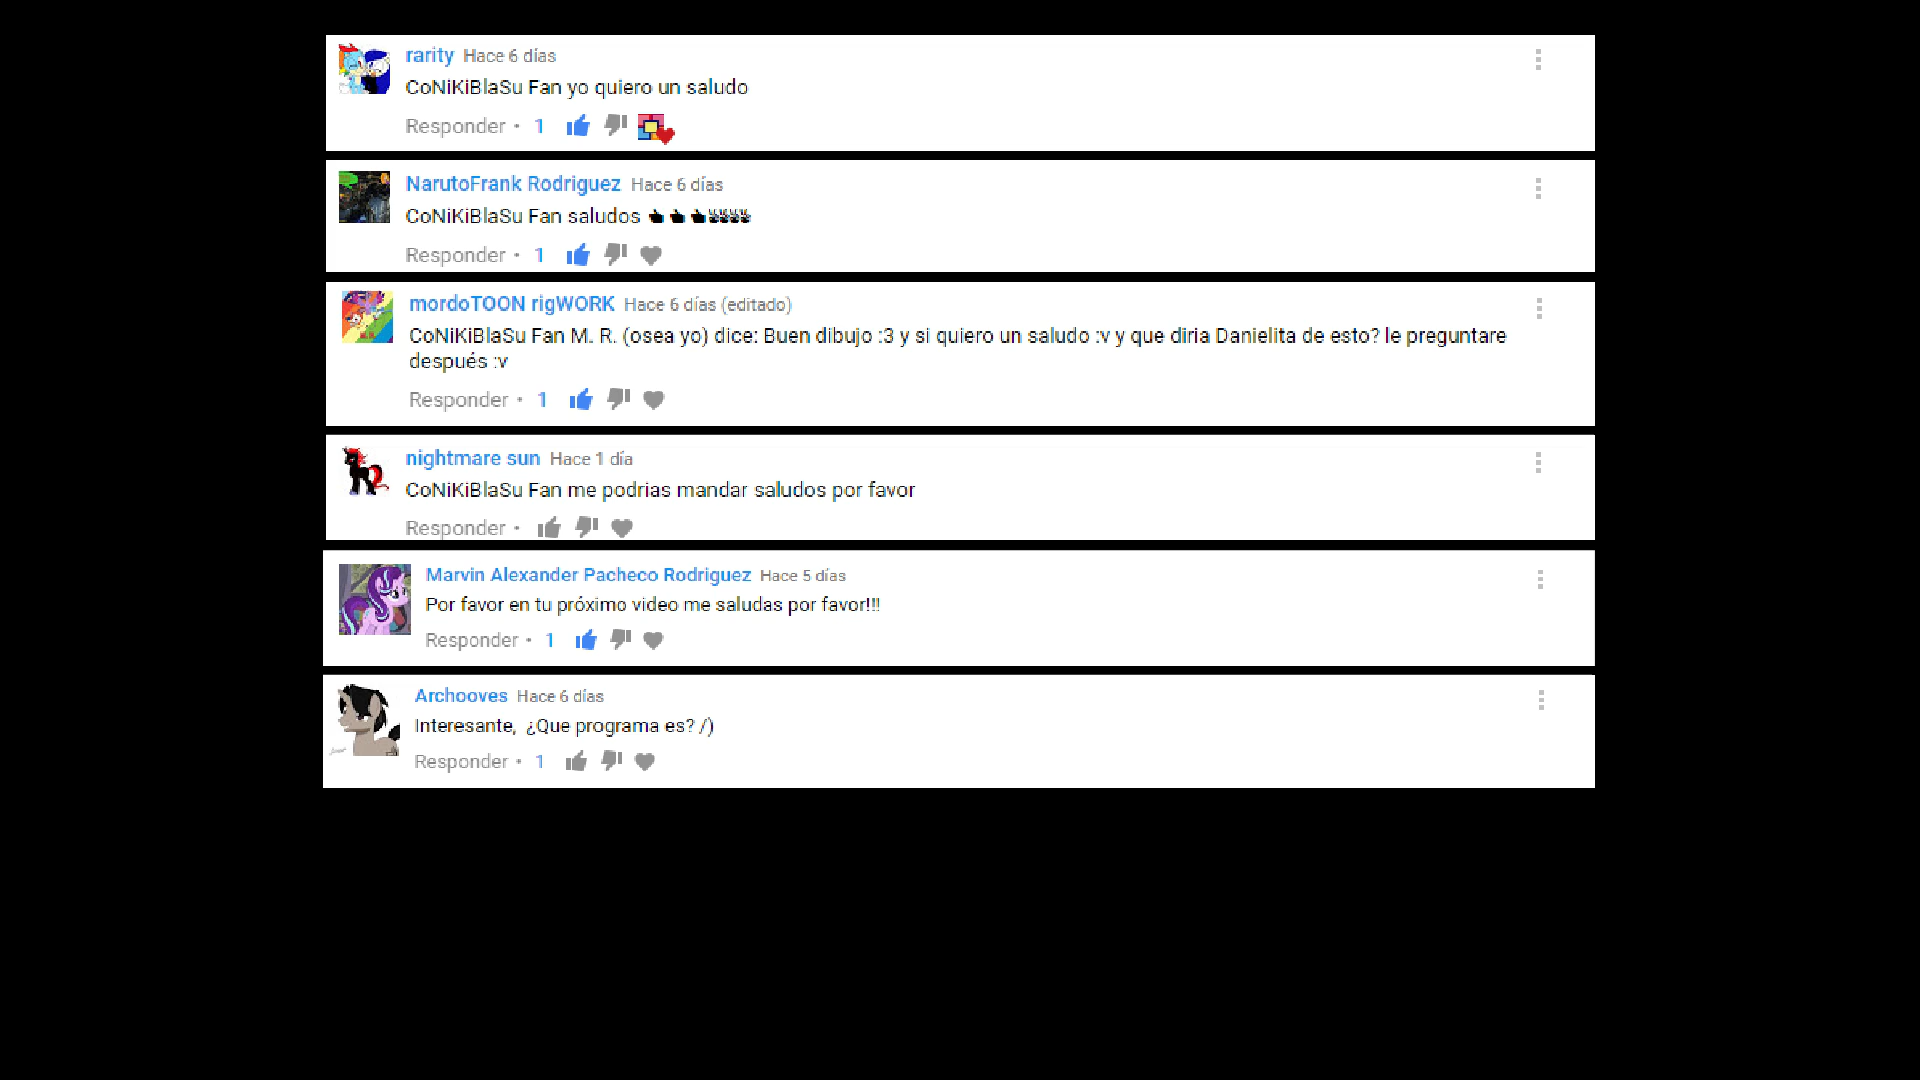 rarity Hace 6 días
CoNiKiBlaSu Fan yo quiero un saludo
Responder • 1
NarutoFrank Rodriguez Hace 6 días
CoNiKiBlaSu Fan saludos
Responder • 1
mordoTOON rigWORK Hace 6 días (editado)
CoNiKiBlaSu Fan M. R. (osea yo) dice: Buen dibujo :3 y si quiero un saludo :v y que diria Danielita de esto? le preguntare
después :v
Responder • 1
nightmare sun Hace 1 día
CoNiKiBlaSu Fan me podrias mandar saludos por favor
Responder •
Marvin Alexander Pacheco Rodriguez Hace 5 días
Por favor en tu próximo video me saludas por favor!!!
Responder • 1
Archooves Hace 6 días
Interesante, ¿Que programa es? /)
Responder • 1